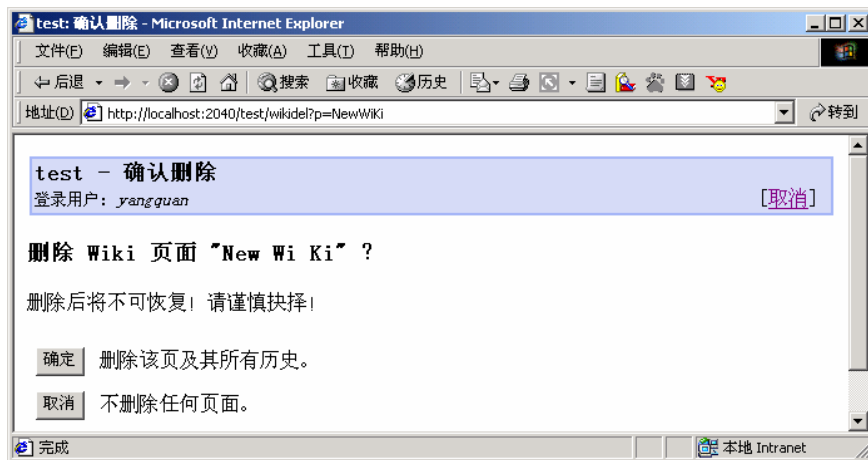 test: 确认删除 - Microsoft Internet Explorer
文件(F) 编辑(E) 查看(V) 收藏(A) 工具(T) 帮助(H)
后退 搜索 收藏 历史
地址(D) http://localhost:2040/test/wikidel?p=NewWiKi 转到
test - 确认删除
登录用户: yangquan [取消]
删除 Wiki 页面 "New Wi Ki" ?
删除后将不可恢复! 请谨慎抉择!
确定 删除该页及其所有历史。
取消 不删除任何页面。
完成 本地 Intranet